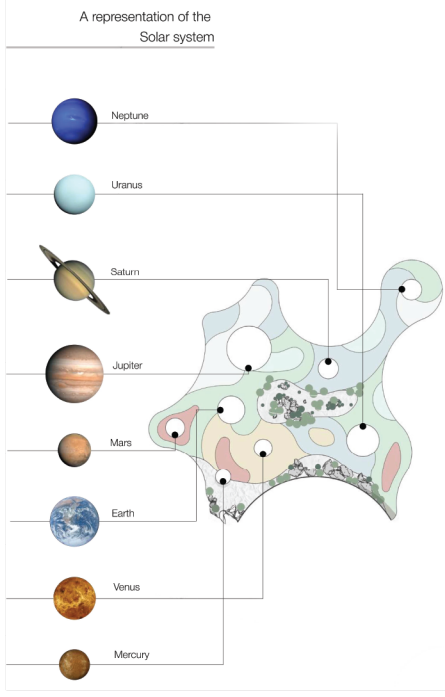 A representation of the
Solar system
Neptune
Uranus
Saturn
Jupiter
Mars
Earth
Venus
Mercury